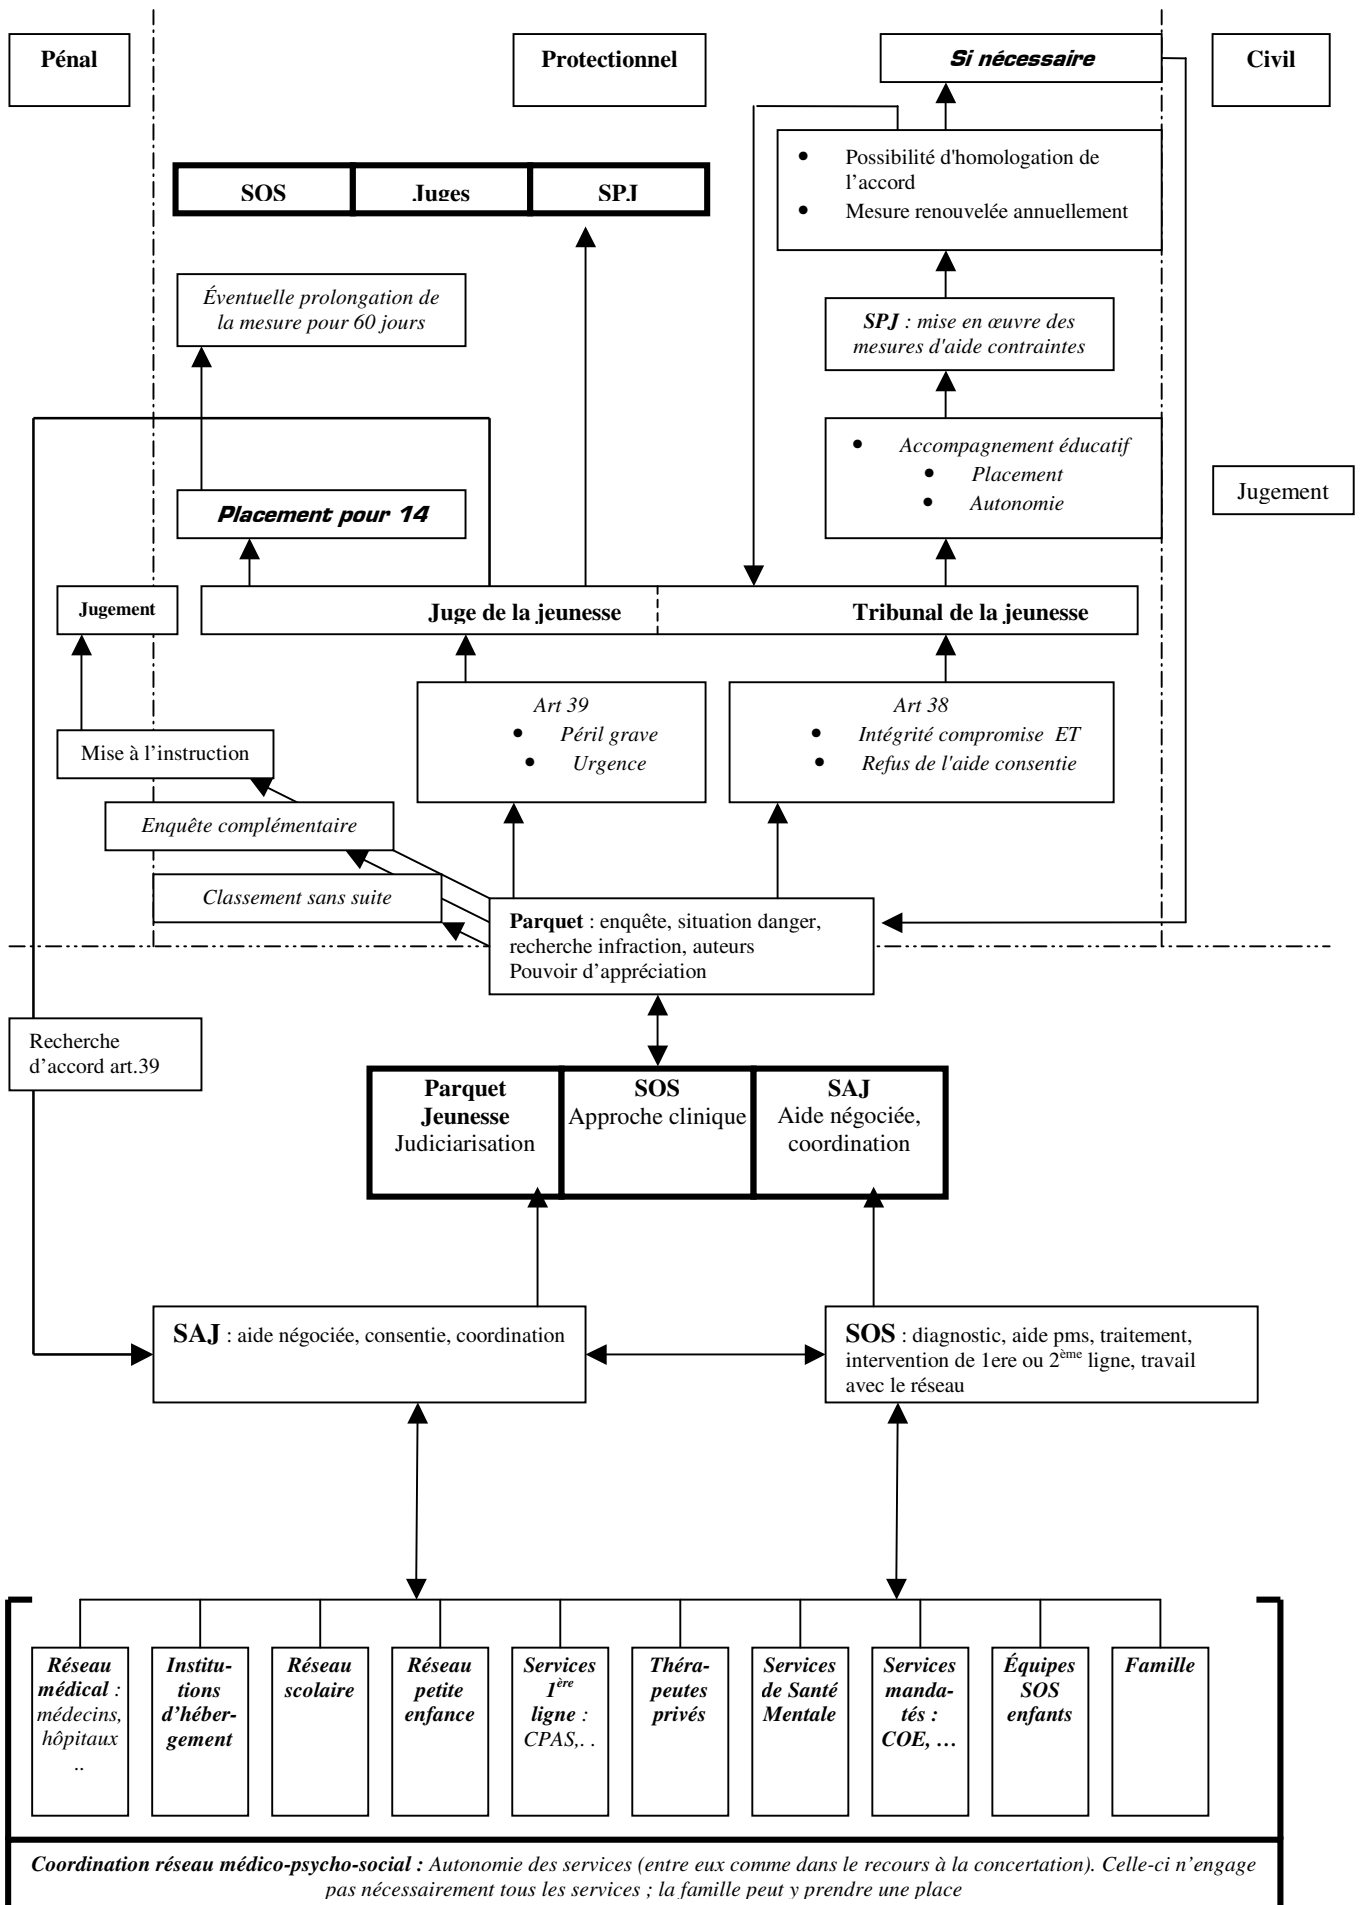 Pénal
Protectionnel
Si nécessaire
Civil
• Possibilité d'homologation de
l'accord
• Mesure renouvelée annuellement
SOS
Juges
SPJ
Éventuelle prolongation de
la mesure pour 60 jours
SPJ : mise en œuvre des
mesures d'aide contraintes
• Accompagnement éducatif
• Placement
• Autonomie
Jugement
Placement pour 14
Jugement
Juge de la jeunesse
Tribunal de la jeunesse
Art 39
• Péril grave
• Urgence
Art 38
• Intégrité compromise ET
• Refus de l'aide consentie
Mise à l'instruction
Enquête complémentaire
Classement sans suite
Parquet : enquête, situation danger,
recherche infraction, auteurs
Pouvoir d'appréciation
Recherche
d'accord art.39
Parquet
Jeunesse
Judiciarisation
SOS
Approche clinique
SAJ
Aide négociée,
coordination
SAJ : aide négociée, consentie, coordination
SOS : diagnostic, aide pms, traitement,
intervention de 1ere ou 2ème ligne, travail
avec le réseau
Réseau
médical :
médecins,
hôpitaux
..
Institu-
tions
d'héber-
gement
Réseau
scolaire
Réseau
petite
enfance
Services
1ère
ligne :
CPAS,. .
Théra-
peutes
privés
Services
de Santé
Mentale
Services
manda-
tés :
COE, …
Équipes
SOS
enfants
Famille
Coordination réseau médico-psycho-social : Autonomie des services (entre eux comme dans le recours à la concertation). Celle-ci n'engage
pas nécessairement tous les services ; la famille peut y prendre une place